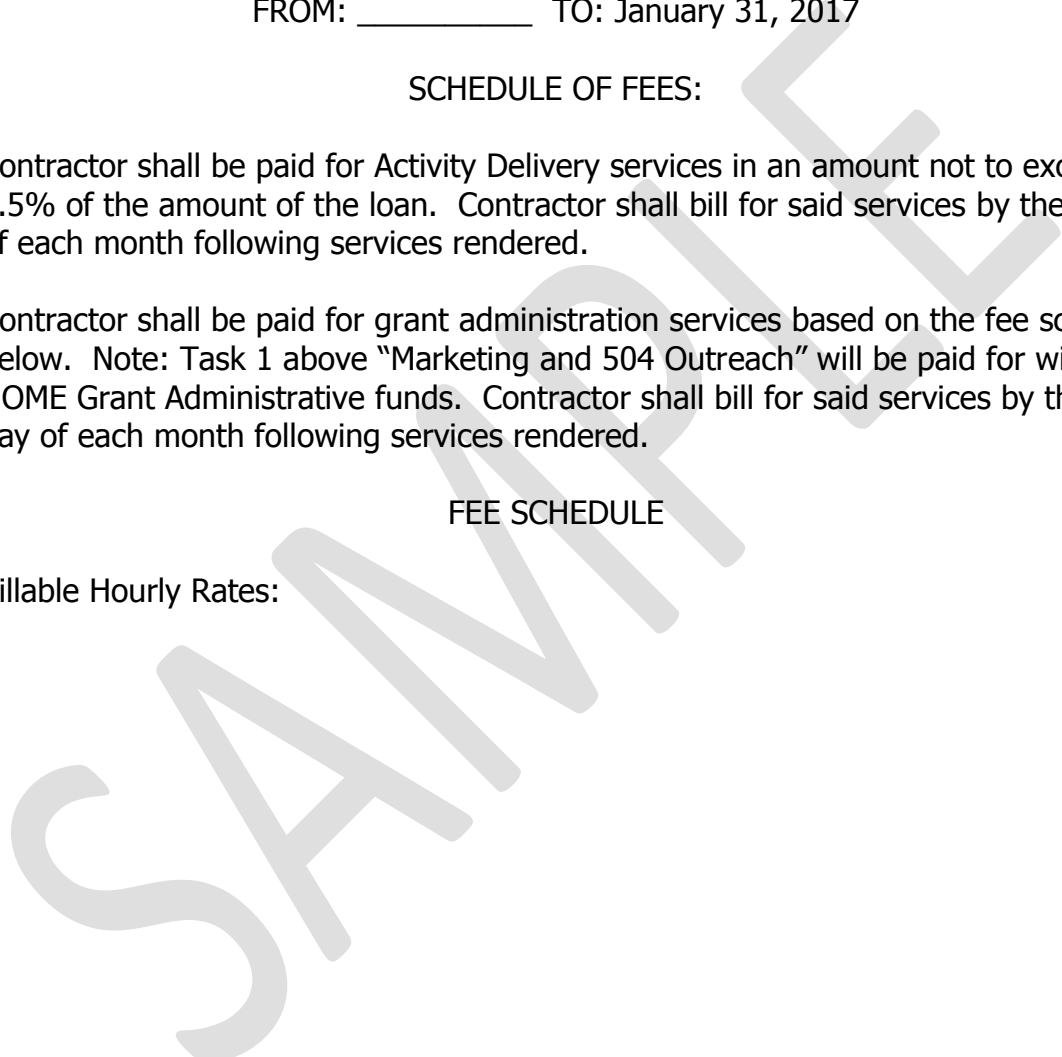 FROM: ____________ TO: January 31, 2017
SCHEDULE OF FEES:
ontractor shall be paid for Activity Delivery services in an amount not to exc
.5% of the amount of the loan. Contractor shall bill for said services by the
f each month following services rendered.
ontractor shall be paid for grant administration services based on the fee sc
elow. Note: Task 1 above “Marketing and 504 Outreach” will be paid for wi
OME Grant Administrative funds. Contractor shall bill for said services by th
ay of each month following services rendered.
FEE SCHEDULE
illable Hourly Rates:
SAMPLE